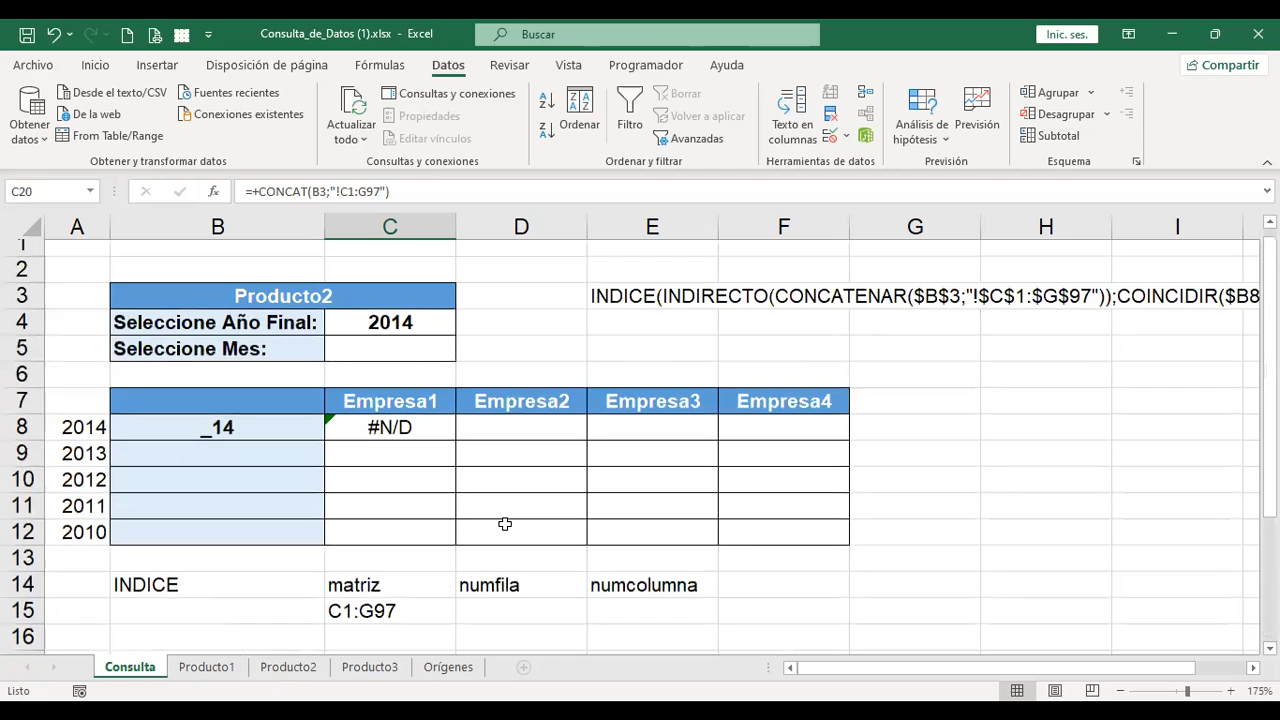 Consulta_de_Datos (1).xlsx - Excel
Buscar
Inic. ses.
Archivo Inicio Insertar Disposición de página Fórmulas Datos Revisar Vista Programador Ayuda
Compartir
Obtener datos
Desde el texto/CSV
De la web
From Table/Range
Fuentes recientes
Conexiones existentes
Obtener y transformar datos
Actualizar todo
Consultas y conexiones
Propiedades
Editar vínculos
Consultas y conexiones
Ordenar
Filtro
Borrar
Volver a aplicar
Avanzadas
Ordenar y filtrar
Texto en columnas
Herramientas de datos
Análisis de hipótesis
Previsión
Previsión
Agrupar
Desagrupar
Subtotal
Esquema
C20 fx =+CONCAT(B3;"!C1:G97")
A B C D E F G H I
1
2
3 Producto2 INDICE(INDIRECTO(CONCATENAR($B$3;"!$C$1:$G$97"));COINCIDIR($B8
4 Seleccione Año Final: 2014
5 Seleccione Mes:
6
7 Empresa1 Empresa2 Empresa3 Empresa4
8 2014 _14 #N/D
9 2013
10 2012
11 2011
12 2010
13
14 INDICE matriz numfila numcolumna
15 C1:G97
16
Consulta Producto1 Producto2 Producto3 Orígenes
Listo 175%